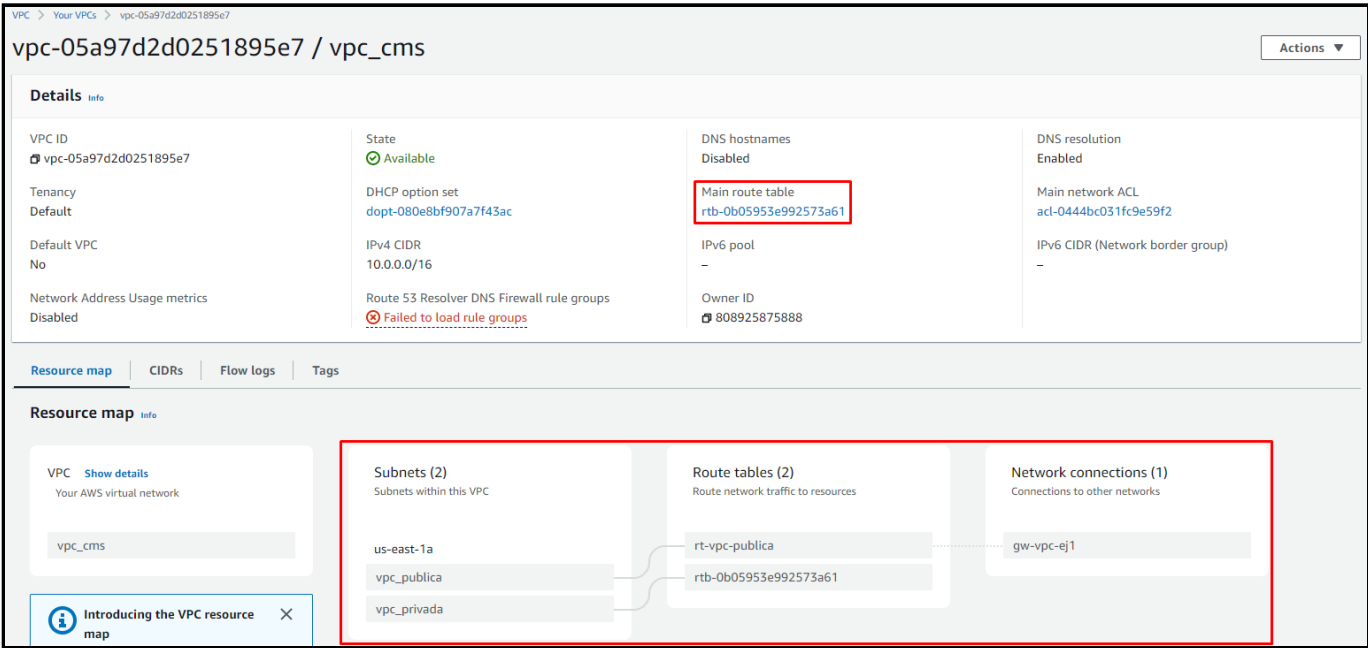 VPC > Your VPCs > vpc-05a97d2d0251895e7
vpc-05a97d2d0251895e7 / vpc_cms
Actions ▼
Details Info
VPC ID
vpc-05a97d2d0251895e7
State
Available
DNS hostnames
Disabled
DNS resolution
Enabled
Tenancy
Default
DHCP option set
dopt-080e8bf907a7f43ac
Main route table
rtb-0b05953e992573a61
Main network ACL
acl-0444bc031fc9e59f2
Default VPC
No
IPv4 CIDR
10.0.0.0/16
IPv6 pool
–
IPv6 CIDR (Network border group)
–
Network Address Usage metrics
Disabled
Route 53 Resolver DNS Firewall rule groups
Failed to load rule groups
Owner ID
808925875888
Resource map
CIDRs
Flow logs
Tags
Resource map Info
VPC Show details
Your AWS virtual network
vpc_cms
Introducing the VPC resource
map
Subnets (2)
Subnets within this VPC
us-east-1a
vpc_publica
vpc_privada
Route tables (2)
Route network traffic to resources
rt-vpc-publica
rtb-0b05953e992573a61
Network connections (1)
Connections to other networks
gw-vpc-ej1